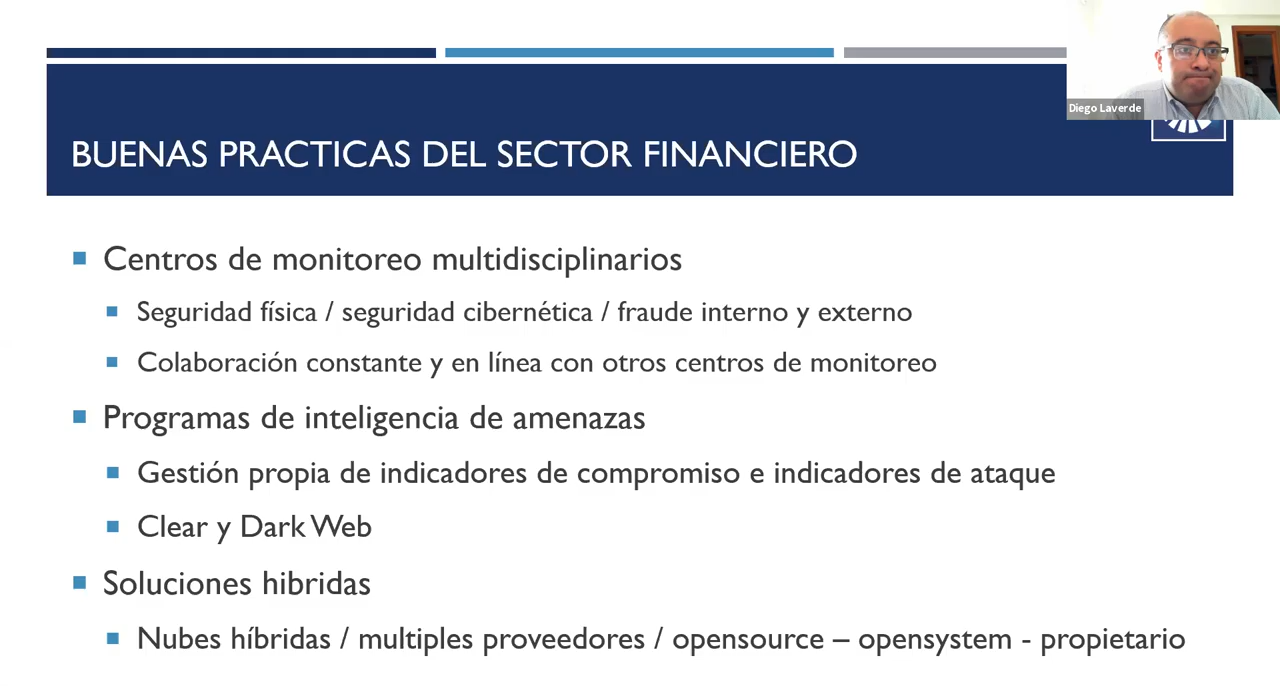 Diego Laverde
BUENAS PRACTICAS DEL SECTOR FINANCIERO
Centros de monitoreo multidisciplinarios
Seguridad física / seguridad cibernética / fraude interno y externo
Colaboración constante y en línea con otros centros de monitoreo
Programas de inteligencia de amenazas
Gestión propia de indicadores de compromiso e indicadores de ataque
Clear y Dark Web
Soluciones hibridas
Nubes híbridas / multiples proveedores / opensource – opensystem - propietario